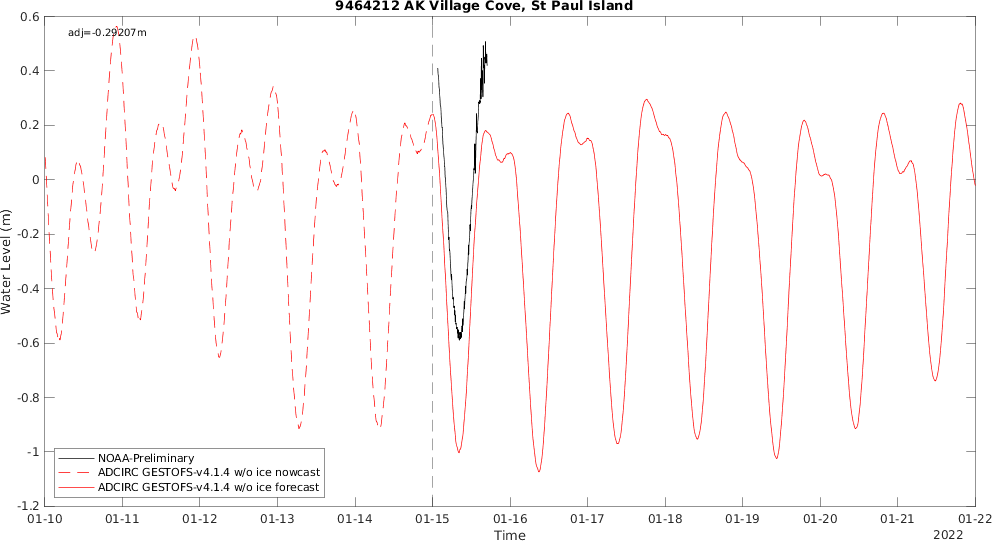 9464212 AK Village Cove, St Paul Island
adj=-0.29207m
0.6
0.4
0.2
0
-0.2
-0.4
-0.6
-0.8
-1
-1.2
Water Level (m)
NOAA-Preliminary
ADCIRC GESTOFS-v4.1.4 w/o ice nowcast
ADCIRC GESTOFS-v4.1.4 w/o ice forecast
01-10 01-11 01-12 01-13 01-14 01-15 01-16 01-17 01-18 01-19 01-20 01-21 01-22
Time
2022